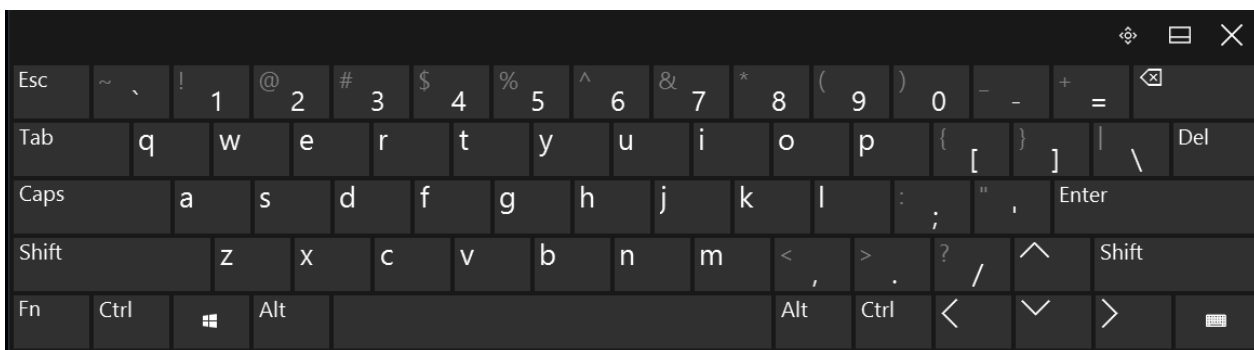 Esc ~ ` ! 1 @ 2 # 3 $ 4 % 5 ^ 6 & 7 * 8 ( 9 ) 0 _ - + =
Tab q w e r t y u i o p { [ } ] | \ Del
Caps a s d f g h j k l : ; " ' Enter
Shift z x c v b n m < , > . ? / Shift
Fn Ctrl Alt Alt Ctrl